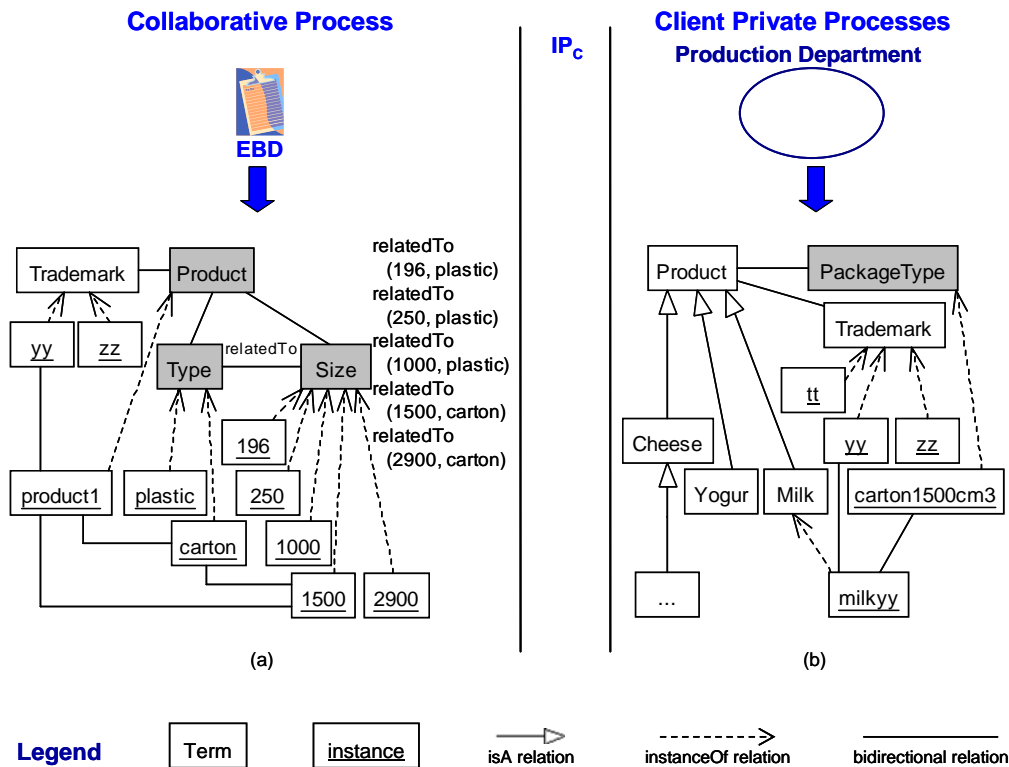 Collaborative Process
IPC
Client Private Processes
Production Department
EBD
Trademark
Product
relatedTo
(196, plastic)
relatedTo
(250, plastic)
relatedTo
(1000, plastic)
relatedTo
(1500, carton)
relatedTo
(2900, carton)
yy
zz
Type
relatedTo
Size
196
product1
plastic
250
carton
1000
1500
2900
(a)
Product
PackageType
Trademark
tt
Cheese
yy
zz
Yogur
Milk
carton1500cm3
...
milkyy
(b)
Legend
Term
instance
isA relation
instanceOf relation
bidirectional relation